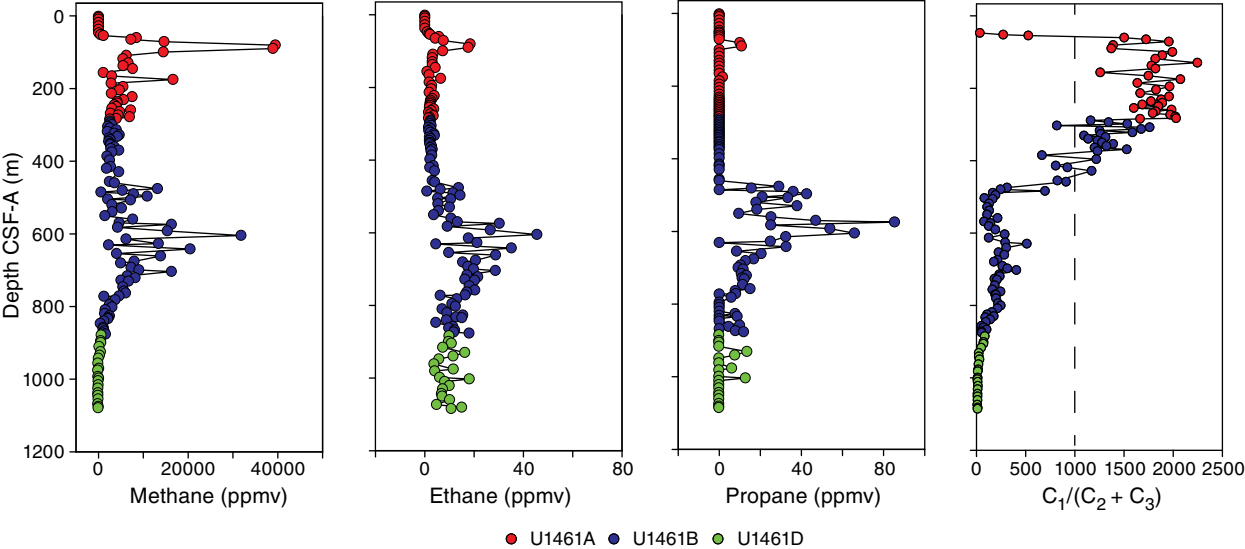 Depth CSF-A (m)
0
200
400
600
800
1000
1200
0 20000 40000
0 40 80
0 40 80
0 500 1000 1500 2000 2500
Methane (ppmv)
Ethane (ppmv)
Propane (ppmv)
C1/(C2 + C3)
U1461A U1461B U1461D